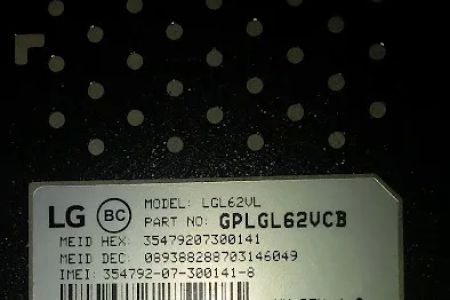 LG BC MODEL: LGL62VL
PART NO: GPLGL62VCB
MEID HEX: 35479207300141
MEID DEC: 089388288703146049
IMEI: 354792-07-300141-8